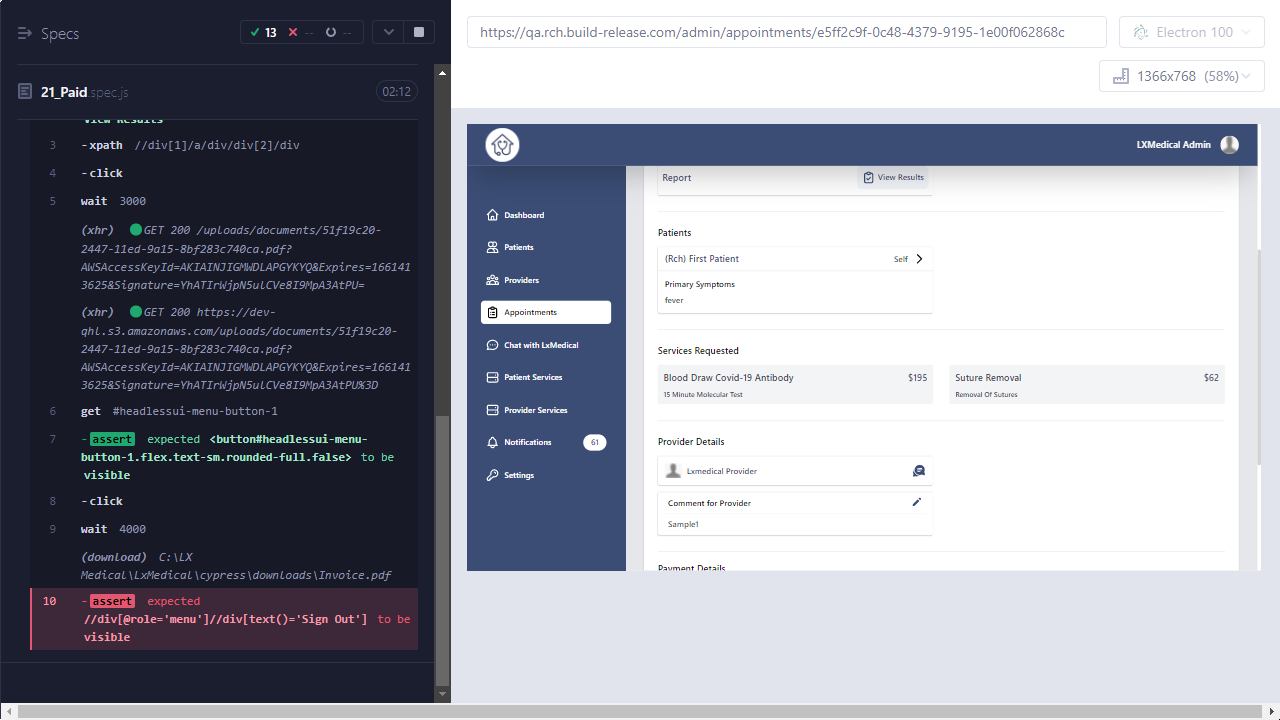 Specs
13
--
--
21_Paid spec.js
02:12
View Results
3 -xpath //div[1]/a/div/div[2]/div
4 -click
5 wait 3000
(xhr) GET 200 /uploads/documents/51f19c20-
2447-11ed-9a15-8bf283c740ca.pdf?
AWSAccessKeyId=AKIAINJIGMWDLAPGYKYQ&Expires=166141
3625&Signature=YhATIrWjpN5ulCVe8I9MpA3AtPU=
(xhr) GET 200 https://dev-
qhl.s3.amazonaws.com/uploads/documents/51f19c20-
2447-11ed-9a15-8bf283c740ca.pdf?
AWSAccessKeyId=AKIAINJIGMWDLAPGYKYQ&Expires=166141
3625&Signature=YhATIrWjpN5ulCVe8I9MpA3AtPU%3D
6 get #headlessui-menu-button-1
7 -assert expected <button#headlessui-menu-
button-1.flex.text-sm.rounded-full.false> to be
visible
8 -click
9 wait 4000
(download) C:\LX
Medical\LxMedical\cypress\downloads\Invoice.pdf
10 -assert expected
//div[@role='menu']//div[text()='Sign Out'] to be
visible
https://qa.rch.build-release.com/admin/appointments/e5ff2c9f-0c48-4379-9195-1e00f062868c
Electron 100
1366x768 (58%)
LXMedical Admin
Dashboard
Patients
Providers
Appointments
Chat with LxMedical
Patient Services
Provider Services
Notifications 61
Settings
Report View Results
Patients
(Rch) First Patient Self
Primary Symptoms
fever
Services Requested
Blood Draw Covid-19 Antibody $195
15 Minute Molecular Test
Suture Removal $62
Removal Of Sutures
Provider Details
Lxmedical Provider
Comment for Provider
Sample1
Payment Details